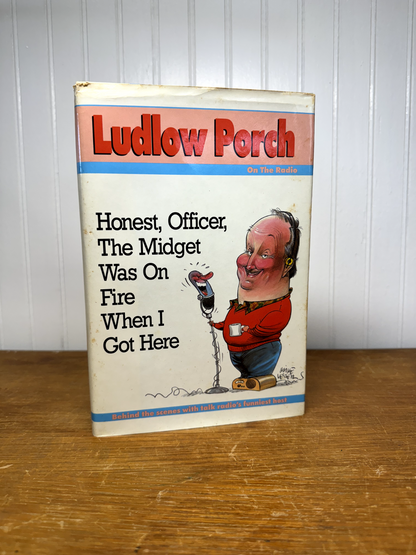 Ludlow Porch
On The Radio
Honest, Officer,
The Midget
Was On
Fire
When I
Got Here
Behind the scenes with talk radio's funniest host